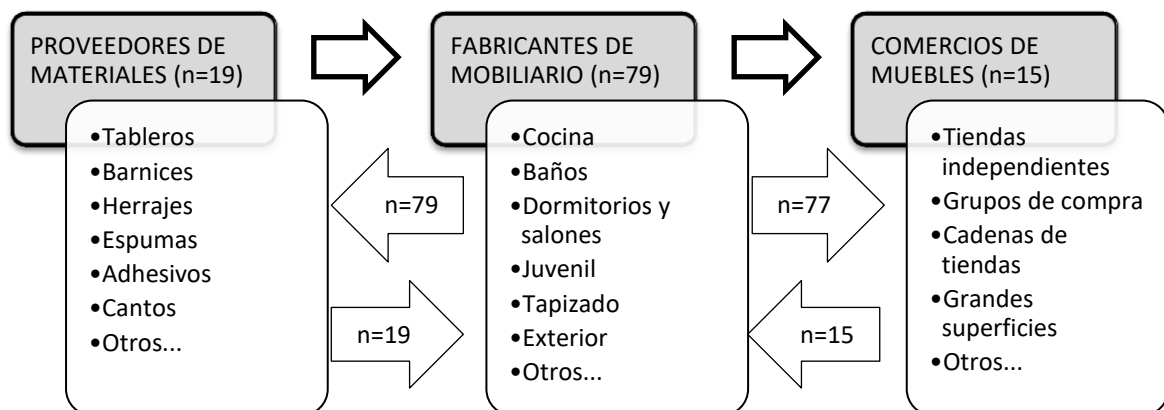 PROVEEDORES DE
MATERIALES (n=19)
•Tableros
•Barnices
•Herrajes
•Espumas
•Adhesivos
•Cantos
•Otros...
n=79
n=19
FABRICANTES DE
MOBILIARIO (n=79)
•Cocina
•Baños
•Dormitorios y
salones
•Juvenil
•Tapizado
•Exterior
•Otros...
n=77
n=15
COMERCIOS DE
MUEBLES (n=15)
•Tiendas
independientes
•Grupos de compra
•Cadenas de
tiendas
•Grandes
superficies
•Otros...